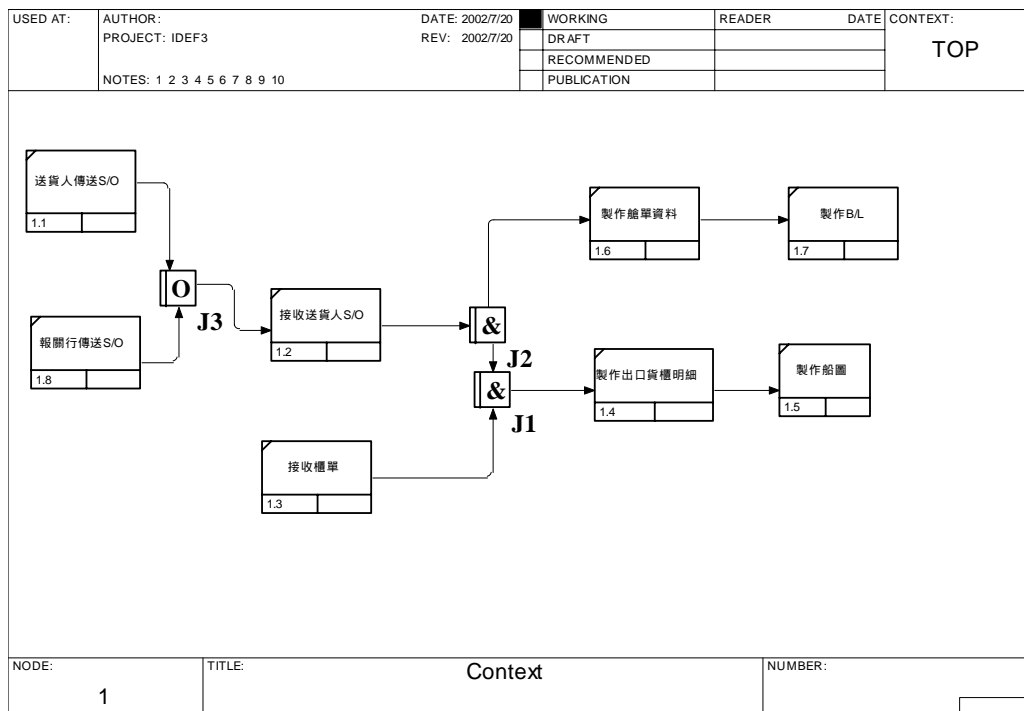 USED AT:
AUTHOR:
DATE: 2002/7/20
WORKING
READER
DATE
CONTEXT:
PROJECT: IDEF3
REV: 2002/7/20
DRAFT
TOP
RECOMMENDED
NOTES: 1 2 3 4 5 6 7 8 9 10
PUBLICATION
送貨人傳送S/O
1.1
O
J3
報關行傳送S/O
1.8
接收送貨人S/O
1.2
&
J2
&
J1
接收櫃單
1.3
製作艙單資料
1.6
製作B/L
1.7
製作出口貨櫃明細
1.4
製作船圖
1.5
NODE:
1
TITLE:
Context
NUMBER: